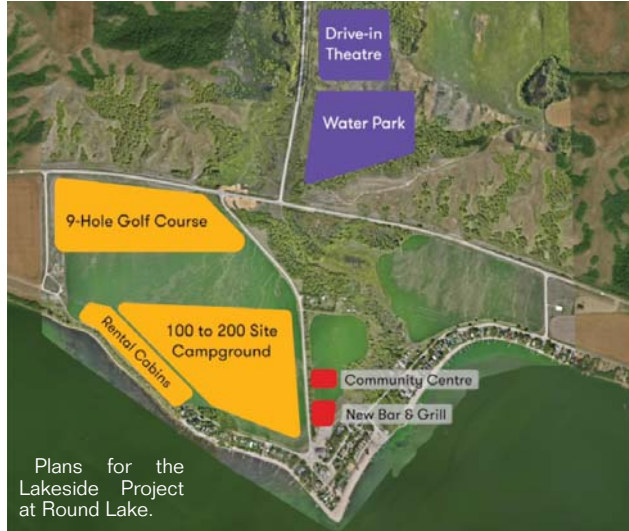 Drive-in
Theatre
Water Park
9-Hole Golf Course
Rental Cabins
100 to 200 Site
Campground
Community Centre
New Bar & Grill
Plans for the
Lakeside Project
at Round Lake.